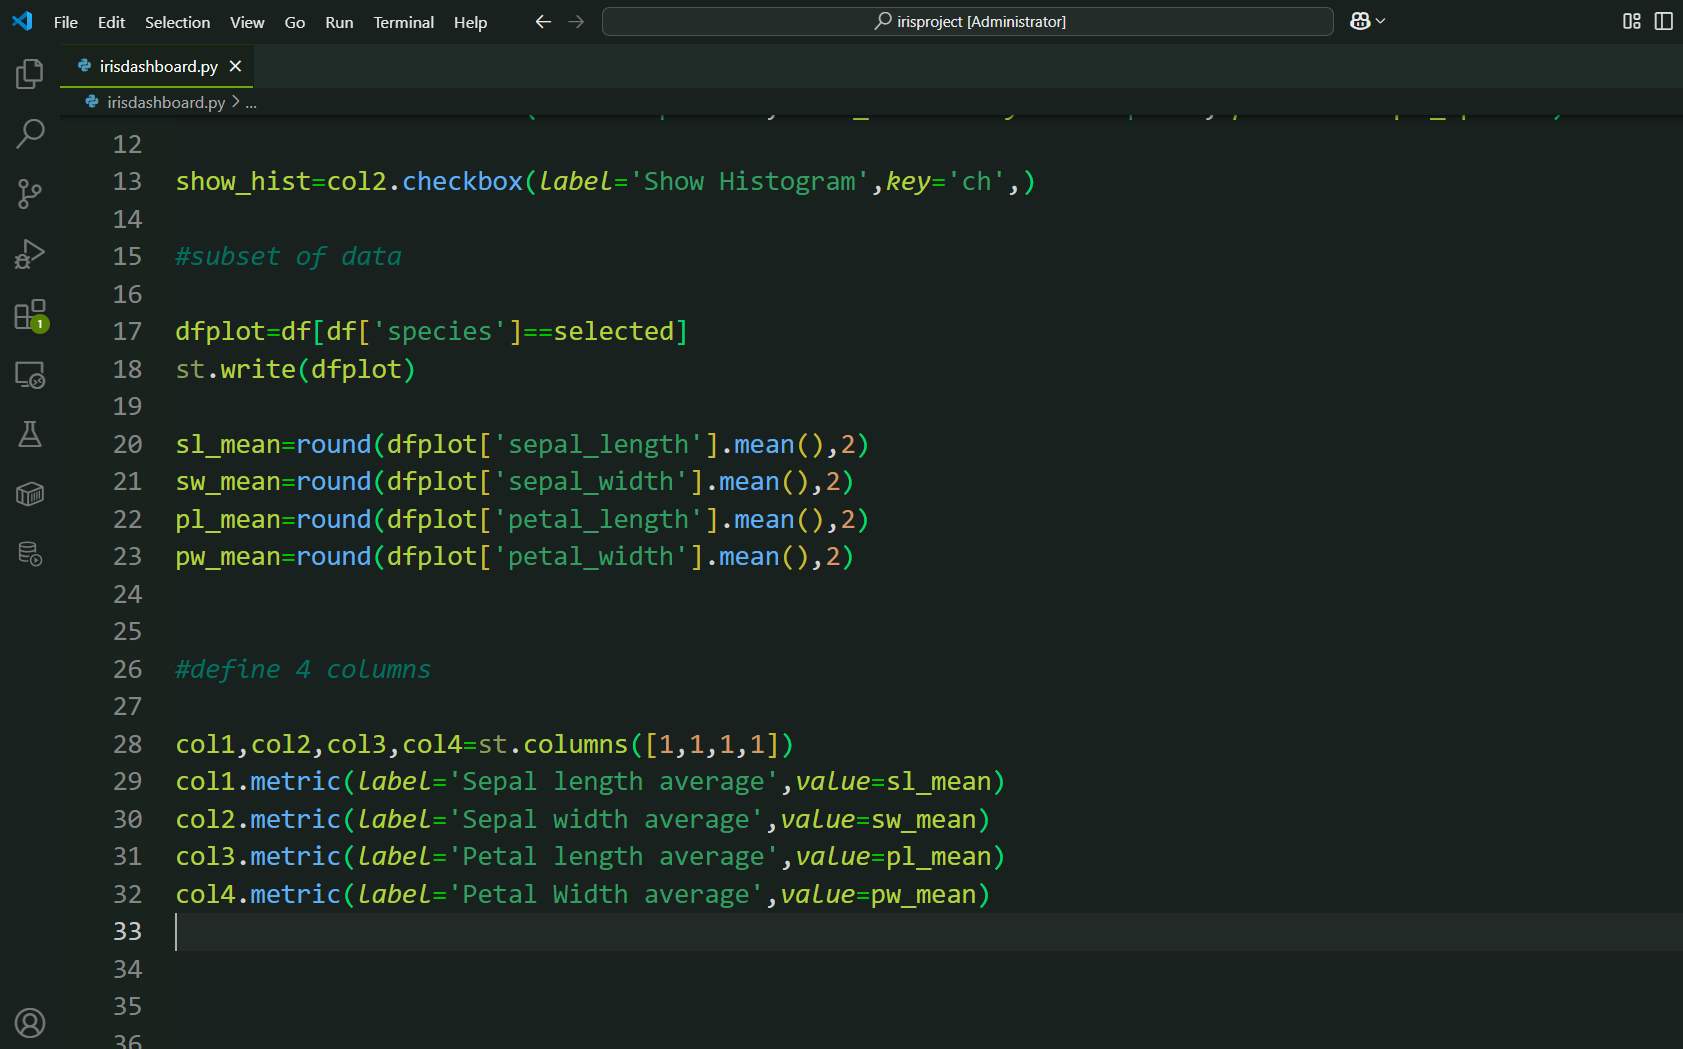 File Edit Selection View Go Run Terminal Help irisproject [Administrator]
irisdashboard.py
irisdashboard.py > ...
12
13 show_hist=col2.checkbox(label='Show Histogram',key='ch',)
14
15 #subset of data
16
17 dfplot=df[df['species']==selected]
18 st.write(dfplot)
19
20 sl_mean=round(dfplot['sepal_length'].mean(),2)
21 sw_mean=round(dfplot['sepal_width'].mean(),2)
22 pl_mean=round(dfplot['petal_length'].mean(),2)
23 pw_mean=round(dfplot['petal_width'].mean(),2)
24
25
26 #define 4 columns
27
28 col1,col2,col3,col4=st.columns([1,1,1,1])
29 col1.metric(label='Sepal length average',value=sl_mean)
30 col2.metric(label='Sepal width average',value=sw_mean)
31 col3.metric(label='Petal length average',value=pl_mean)
32 col4.metric(label='Petal Width average',value=pw_mean)
33
34
35
36
1